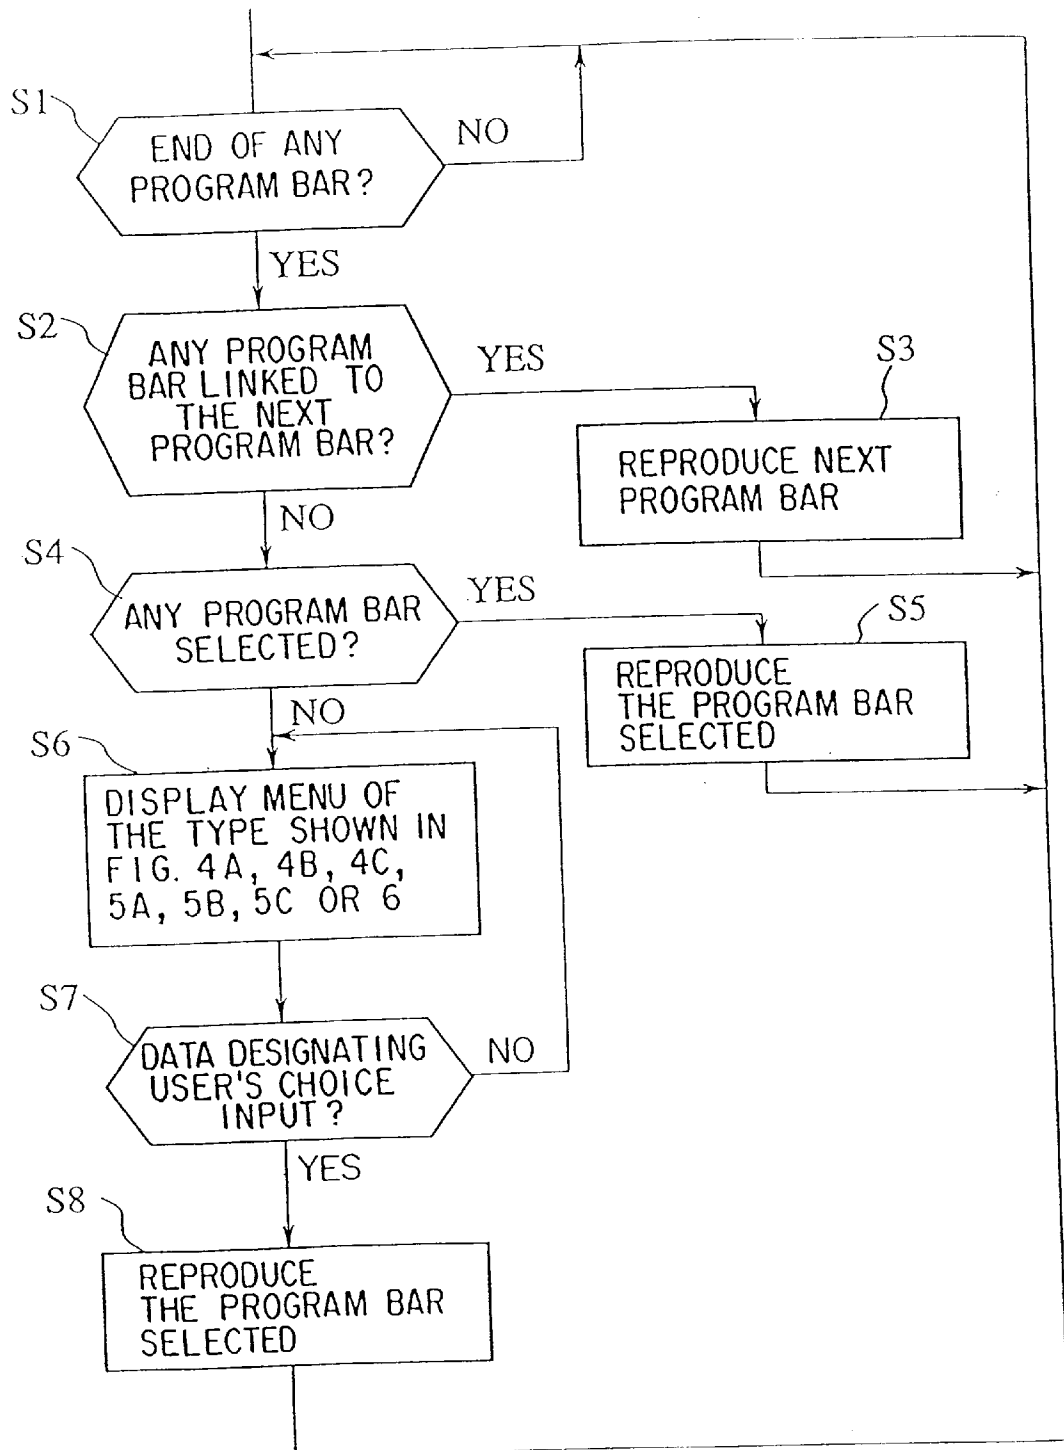 S1
END OF ANY
PROGRAM BAR?
NO
YES
S2
ANY PROGRAM
BAR LINKED TO
THE NEXT
PROGRAM BAR?
YES
S3
REPRODUCE NEXT
PROGRAM BAR
NO
S4
ANY PROGRAM BAR
SELECTED?
YES
S5
REPRODUCE
THE PROGRAM BAR
SELECTED
NO
S6
DISPLAY MENU OF
THE TYPE SHOWN IN
FIG. 4A, 4B, 4C,
5A, 5B, 5C OR 6
S7
DATA DESIGNATING
USER'S CHOICE
INPUT?
NO
YES
S8
REPRODUCE
THE PROGRAM BAR
SELECTED